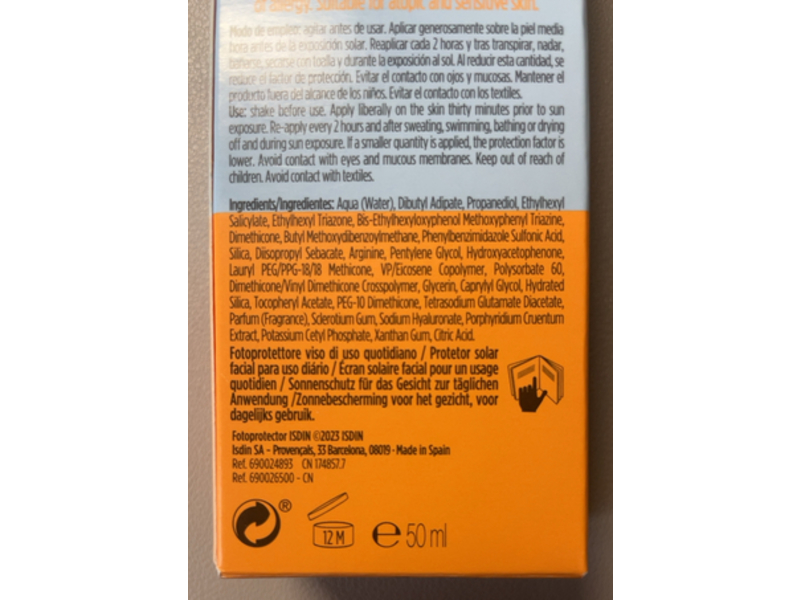 of allergy. Suitable for atopic and sensitive skin.
Modo de empleo: agitar antes de usar. Aplicar generosamente sobre la piel media
hora antes de la exposición solar. Reaplicar cada 2 horas y tras transpirar, nadar,
bañarse, secarse con toalla y durante la exposición al sol. Al reducir esta cantidad, se
reduce el factor de protección. Evitar el contacto con ojos y mucosas. Mantener el
producto fuera del alcance de los niños. Evitar el contacto con los textiles.
Use: shake before use. Apply liberally on the skin thirty minutes prior to sun
exposure. Re-apply every 2 hours and after sweating, swimming, bathing or drying
off and during sun exposure. If a smaller quantity is applied, the protection factor is
lower. Avoid contact with eyes and mucous membranes. Keep out of reach of
children. Avoid contact with textiles.
Ingredients/Ingredientes: Aqua (Water), Dibutyl Adipate, Propanediol, Ethylhexyl
Salicylate, Ethylhexyl Triazone, Bis-Ethylhexyloxyphenol Methoxyphenyl Triazine,
Dimethicone, Butyl Methoxydibenzoylmethane, Phenylbenzimidazole Sulfonic Acid,
Silica, Diisopropyl Sebacate, Arginine, Pentylene Glycol, Hydroxyacetophenone,
Lauryl PEG/PPG-18/18 Methicone, VP/Eicosene Copolymer, Polysorbate 60,
Dimethicone/Vinyl Dimethicone Crosspolymer, Glycerin, Caprylyl Glycol, Hydrated
Silica, Tocopheryl Acetate, PEG-10 Dimethicone, Tetrasodium Glutamate Diacetate,
Parfum (Fragrance), Sclerotium Gum, Sodium Hyaluronate, Porphyridium Cruentum
Extract, Potassium Cetyl Phosphate, Xanthan Gum, Citric Acid.
Fotoprotettore viso di uso quotidiano / Protetor solar
facial para uso diário / Écran solaire facial pour un usage
quotidien / Sonnenschutz für das Gesicht zur täglichen
Anwendung /Zonnebescherming voor het gezicht, voor
dagelijks gebruik.
Fotoprotector ISDIN ©2023 ISDIN
Isdin SA – Provençals, 33 Barcelona, 08019 · Made in Spain
Ref. 690024893 CN 174857.7
Ref. 690026500 - CN
®
12 M
℮ 50 ml